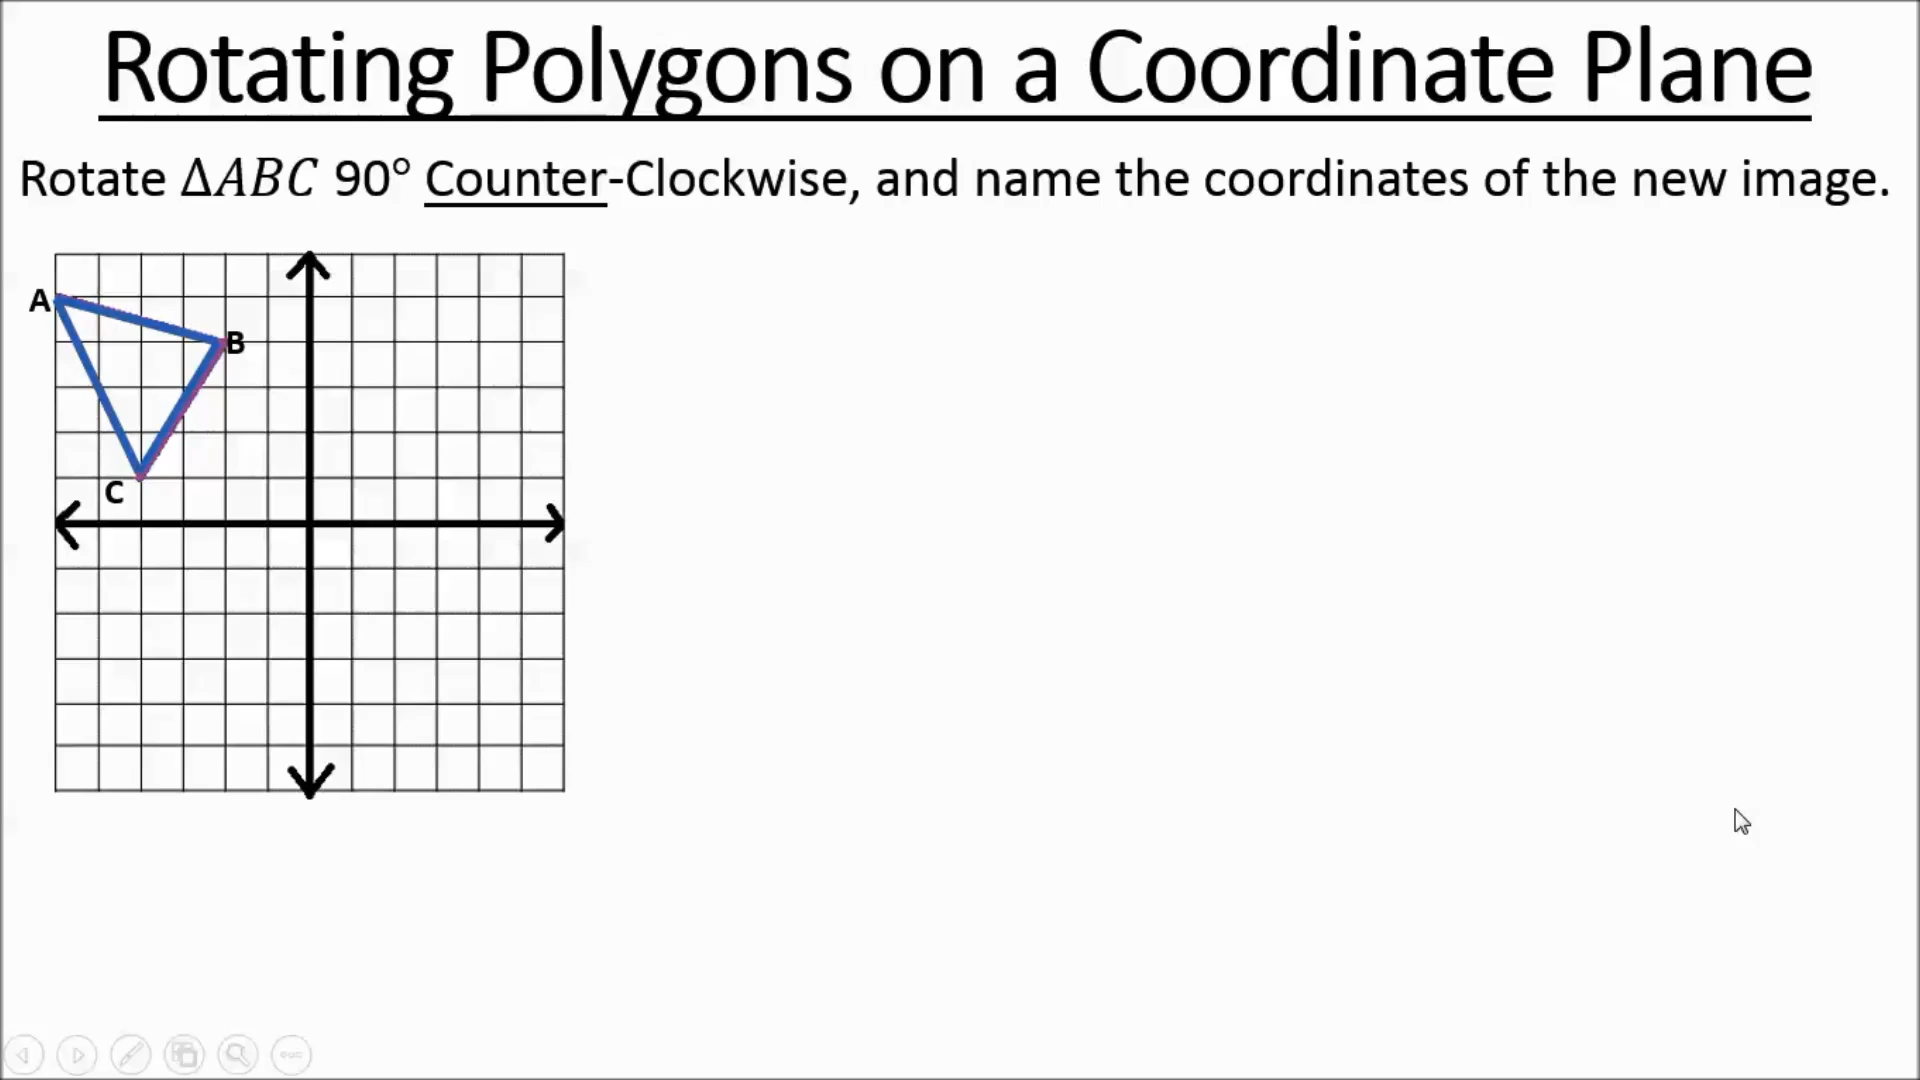 Rotating Polygons on a Coordinate Plane
Rotate Δ𝐴𝐵𝐶 90° Counter-Clockwise, and name the coordinates of the new image.
A
B
C